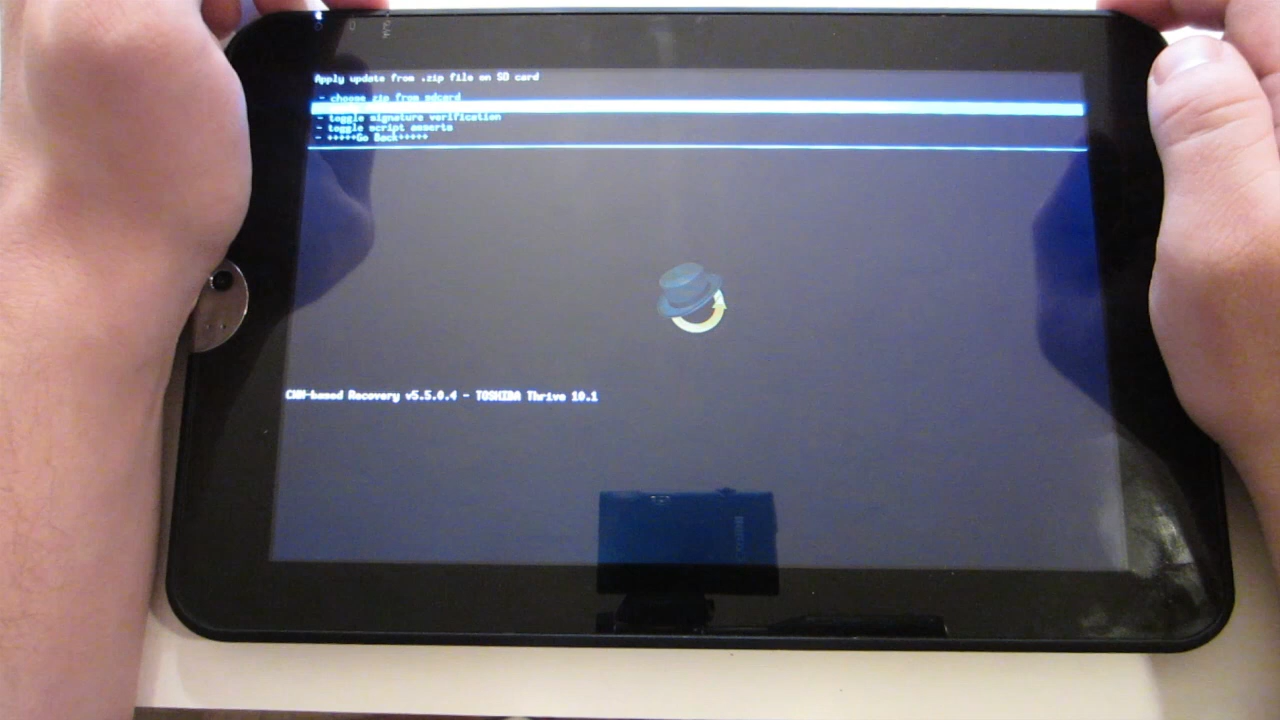 Apply update from .zip file on SD card
- choose zip from sdcard
- toggle signature verification
- toggle script asserts
- +++++Go Back+++++
CWM-based Recovery v5.5.0.4 - TOSHIBA Thrive 10.1